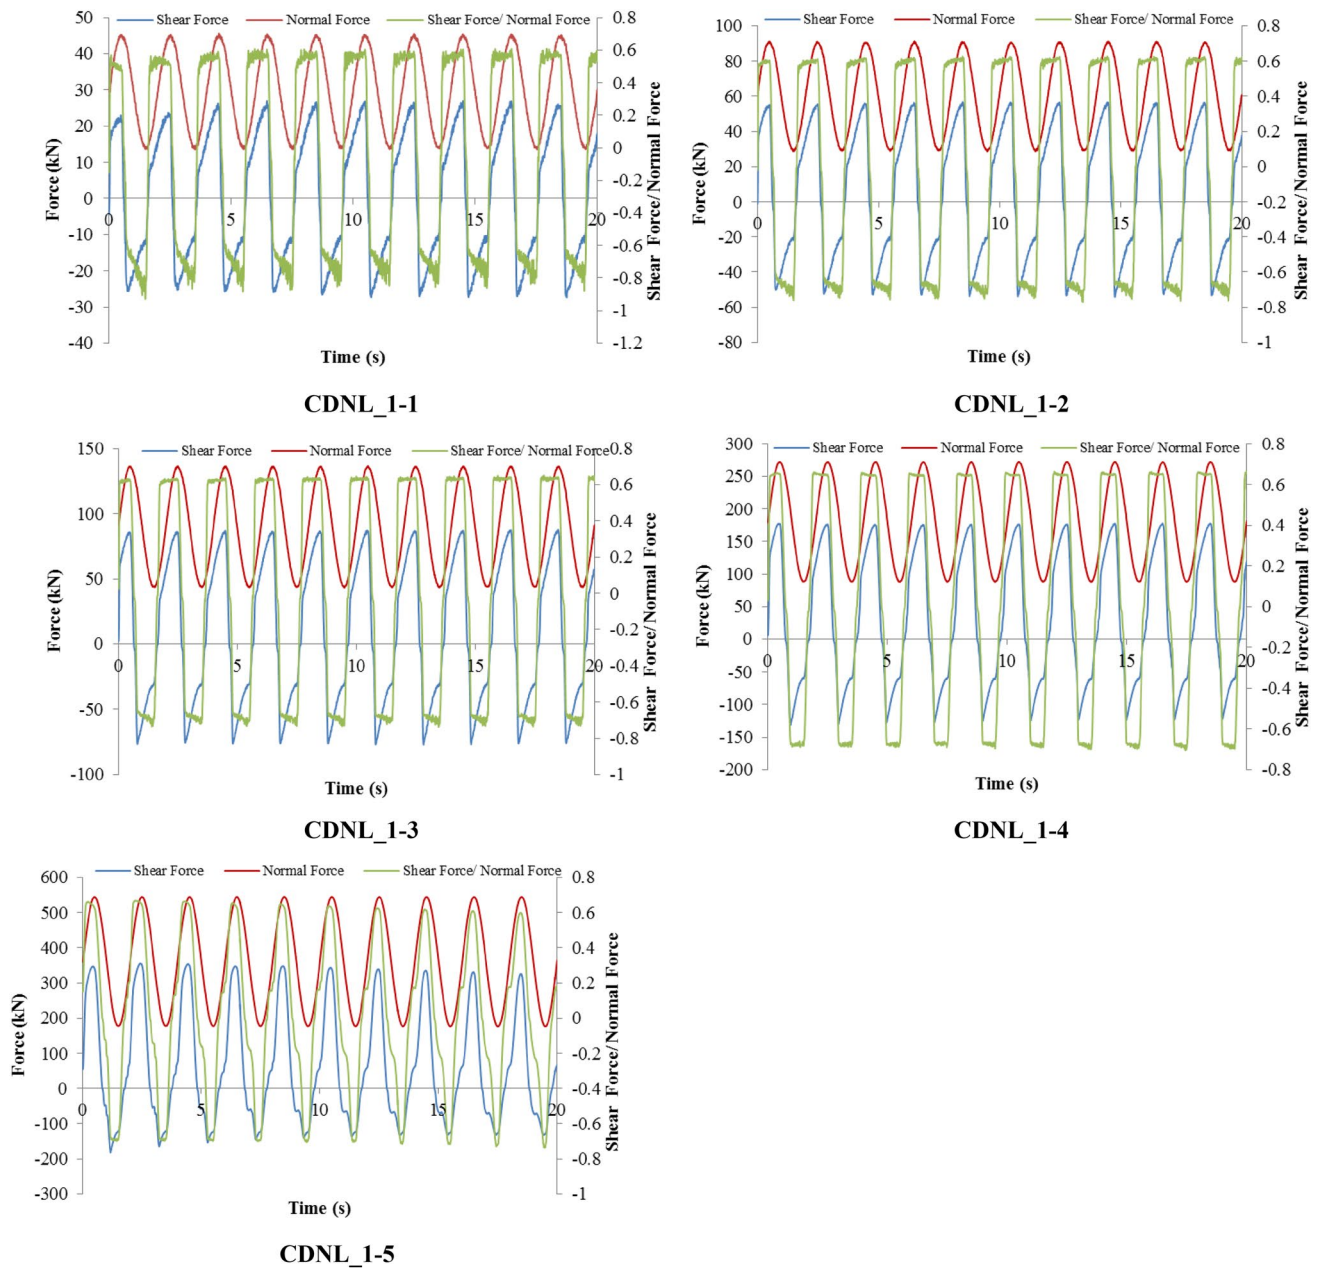 Shear Force Normal Force Shear Force/ Normal Force
50 40 30 20 10 0 -10 -20 -30 -40
0.8 0.6 0.4 0.2 0 -0.2 -0.4 -0.6 -0.8 -1 -1.2
0 5 10 15 20
Force (kN)
Shear Force/Normal Force
Time (s)
CDNL_1-1
Shear Force Normal Force Shear Force/ Normal Force
100 80 60 40 20 0 -20 -40 -60 -80
0.8 0.6 0.4 0.2 0 -0.2 -0.4 -0.6 -0.8 -1
0 5 10 15 20
Force (kN)
Shear Force/Normal Force
Time (s)
CDNL_1-2
Shear Force Normal Force Shear Force/ Normal Force
150 100 50 0 -50 -100
0.8 0.6 0.4 0.2 0 -0.2 -0.4 -0.6 -0.8 -1
0 5 10 15 20
Force (kN)
Shear Force/Normal Force
Time (s)
CDNL_1-3
Shear Force Normal Force Shear Force/ Normal Force
300 250 200 150 100 50 0 -50 -100 -150 -200
0.8 0.6 0.4 0.2 0 -0.2 -0.4 -0.6 -0.8
0 5 10 15 20
Force (kN)
Shear Force/Normal Force
Time (s)
CDNL_1-4
Shear Force Normal Force Shear Force/ Normal Force
600 500 400 300 200 100 0 -100 -200 -300
0.8 0.6 0.4 0.2 0 -0.2 -0.4 -0.6 -0.8 -1
0 5 10 15 20
Force (kN)
Shear Force/Normal Force
Time (s)
CDNL_1-5